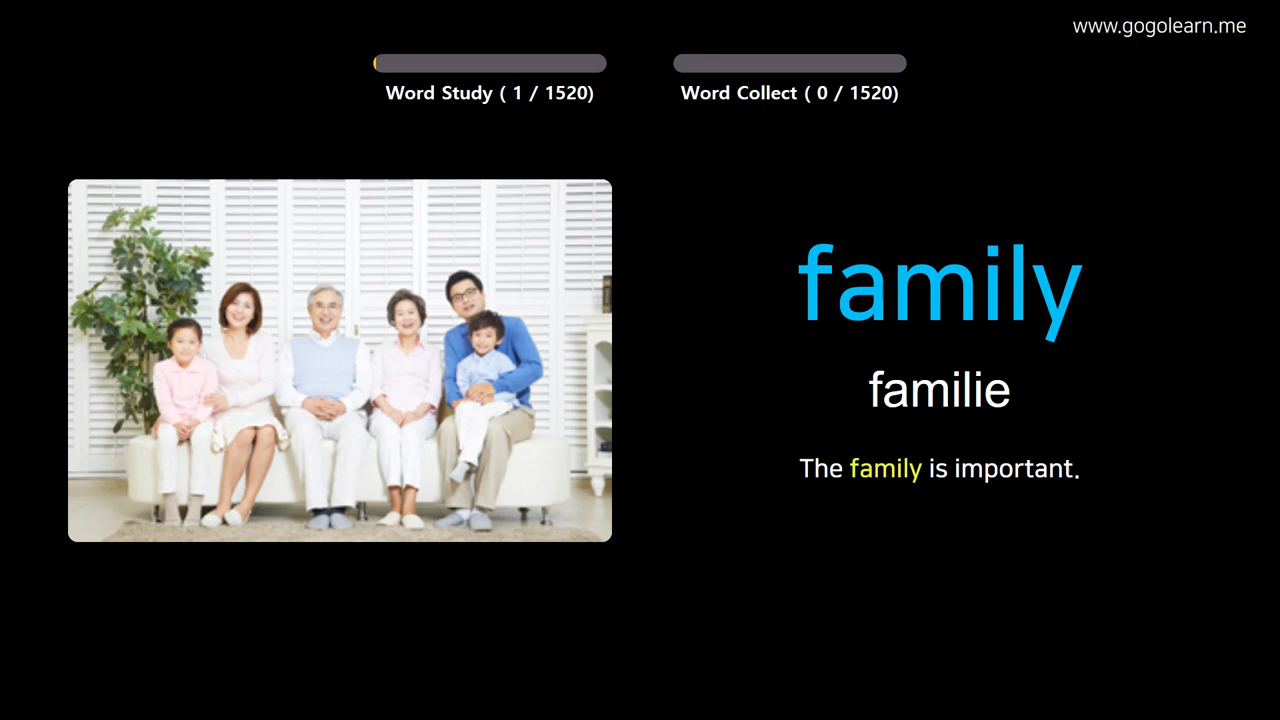 www.gogolearn.me
Word Study ( 1 / 1520)
Word Collect ( 0 / 1520)
family
familie
The family is important.